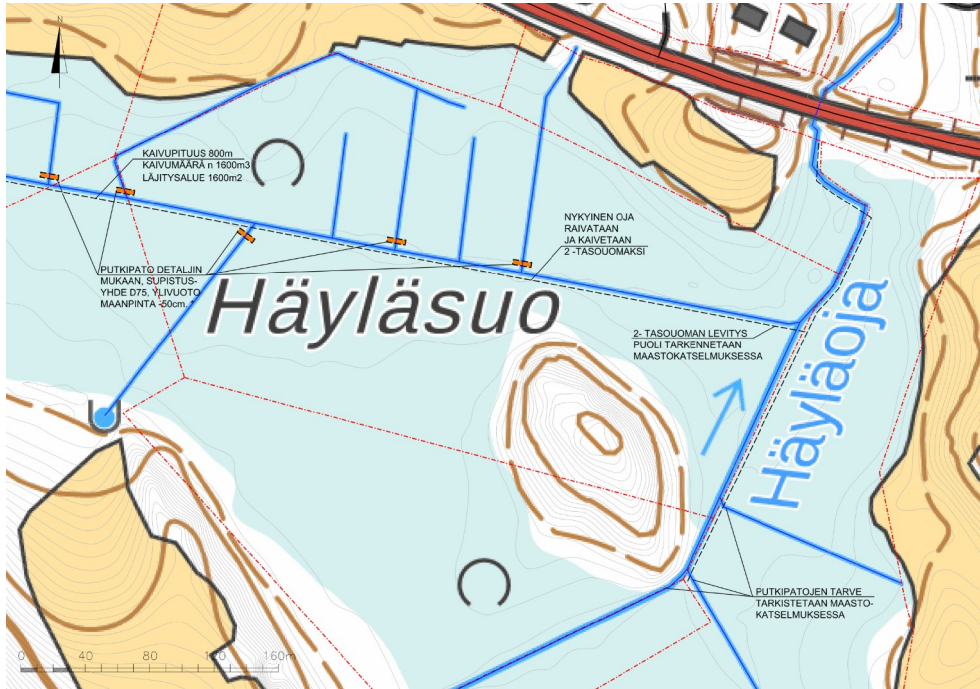 N
KAIVUPITUUS 800m
KAIVUMÄÄRÄ n 1600m3
LÄJITYSALUE 1600m2
NYKYINEN OJA
RAIVATAAN
JA KAIVETAAN
2 -TASOUOMAKSI
PUTKIPATO DETALJIN
MUKAAN, SUPISTUS-
YHDE D75, YLIVUOTO
MAANPINTA -50cm.
Häyläsuo
2- TASOUOMAN LEVITYS
PUOLI TARKENNETAAN
MAASTOKATSELMUKSESSA
Häyläoja
PUTKIPATOJEN TARVE
TARKISTETAAN MAASTO-
KATSELMUKSESSA
0 40 80 120 160m